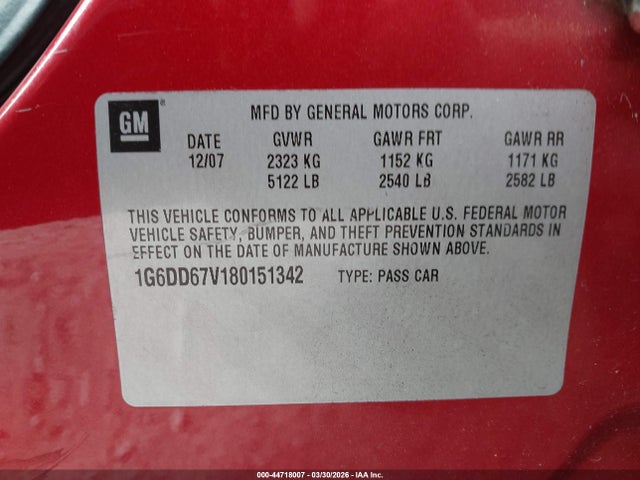 GM ®
MFD BY GENERAL MOTORS CORP.
DATE GVWR GAWR FRT GAWR RR
12/07 2323 KG 1152 KG 1171 KG
5122 LB 2540 LB 2582 LB
THIS VEHICLE CONFORMS TO ALL APPLICABLE U.S. FEDERAL MOTOR
VEHICLE SAFETY, BUMPER, AND THEFT PREVENTION STANDARDS IN
EFFECT ON THE DATE OF MANUFACTURE SHOWN ABOVE.
1G6DD67V180151342 TYPE: PASS CAR
000-44718007 - 03/30/2026 - IAA Inc.